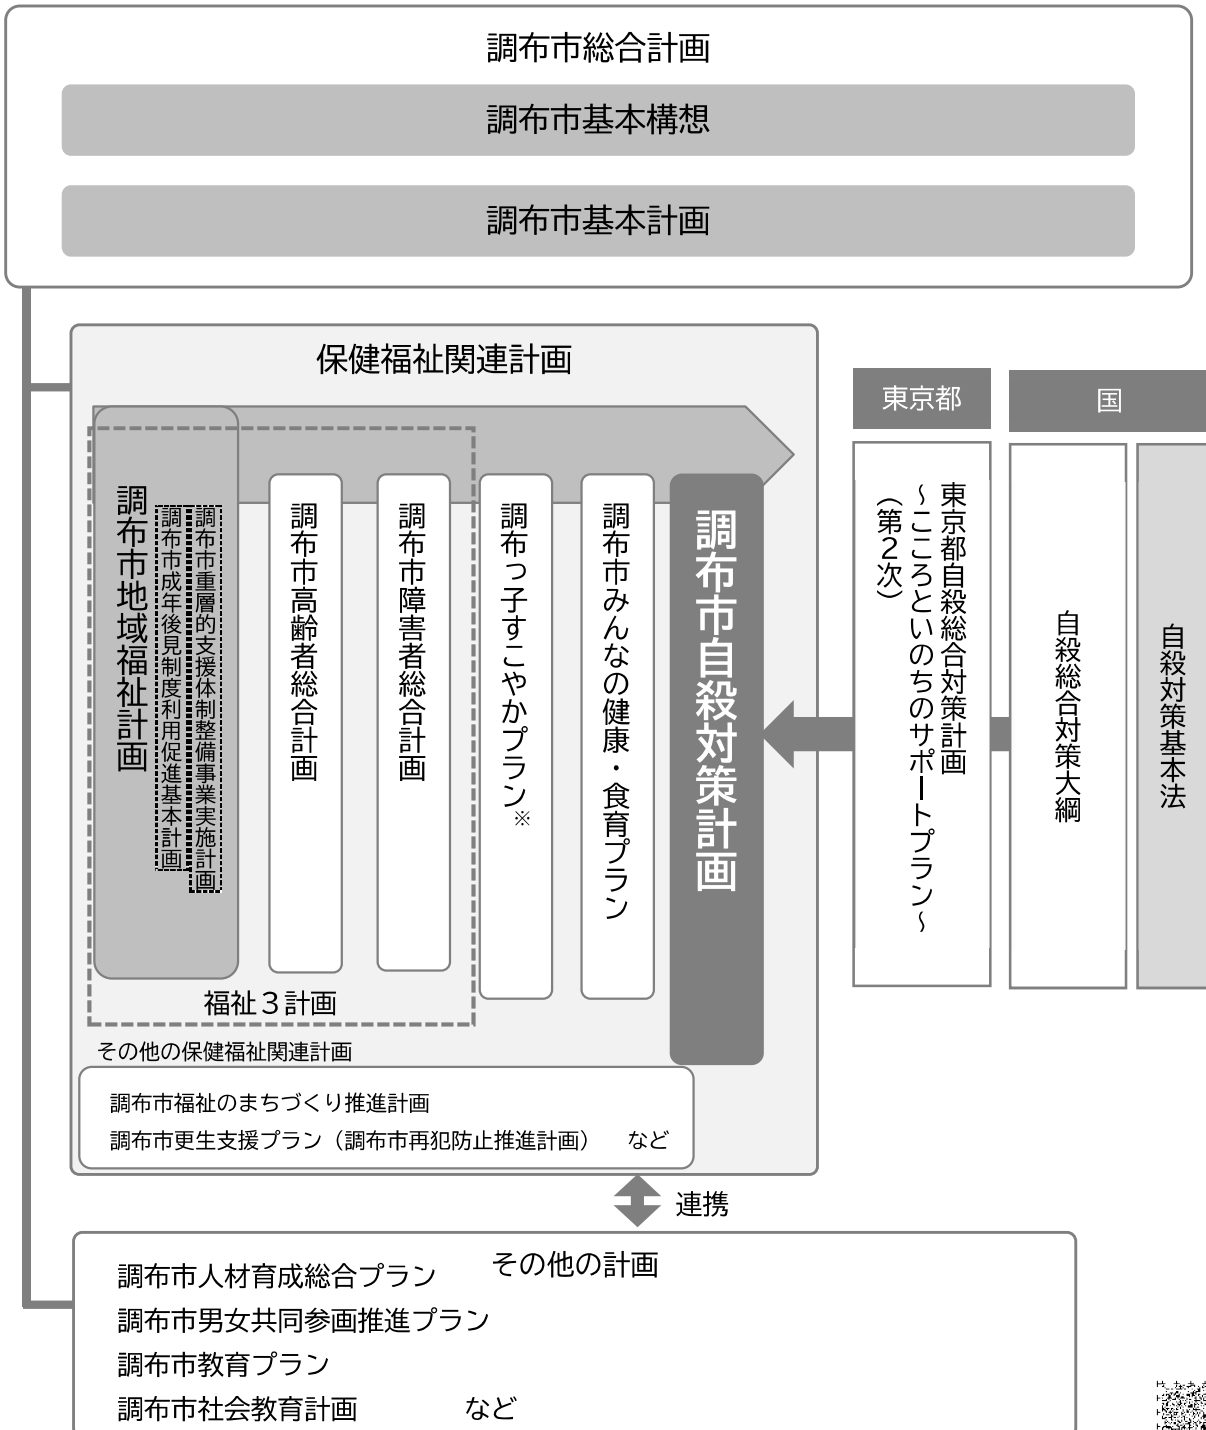 調布市総合計画
調布市基本構想
調布市基本計画
保健福祉関連計画
調布市地域福祉計画
調布市成年後見制度利用促進基本計画
調布市重層的支援体制整備事業実施計画
調布市高齢者総合計画
調布市障害者総合計画
福祉３計画
調布っ子すこやかプラン※
調布市みんなの健康・食育プラン
調布市自殺対策計画
東京都
東京都自殺総合対策計画
～こころといのちのサポートプラン～
（第２次）
国
自殺総合対策大綱
自殺対策基本法
その他の保健福祉関連計画
調布市福祉のまちづくり推進計画
調布市更生支援プラン（調布市再犯防止推進計画）　など
連携
その他の計画
調布市人材育成総合プラン
調布市男女共同参画推進プラン
調布市教育プラン
調布市社会教育計画　　　　など